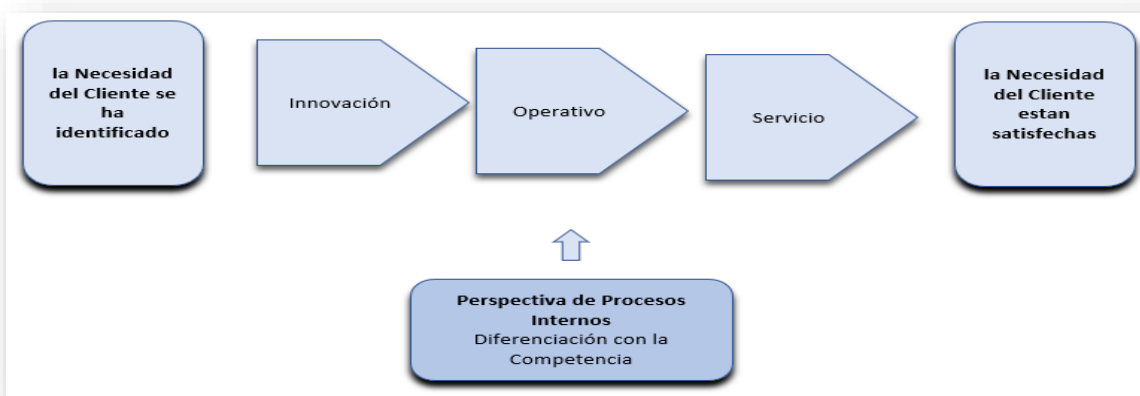 la Necesidad
del Cliente se
ha
identificado
Innovación
Operativo
Servicio
la Necesidad
del Cliente
estan
satisfechas
Perspectiva de Procesos
Internos
Diferenciación con la
Competencia